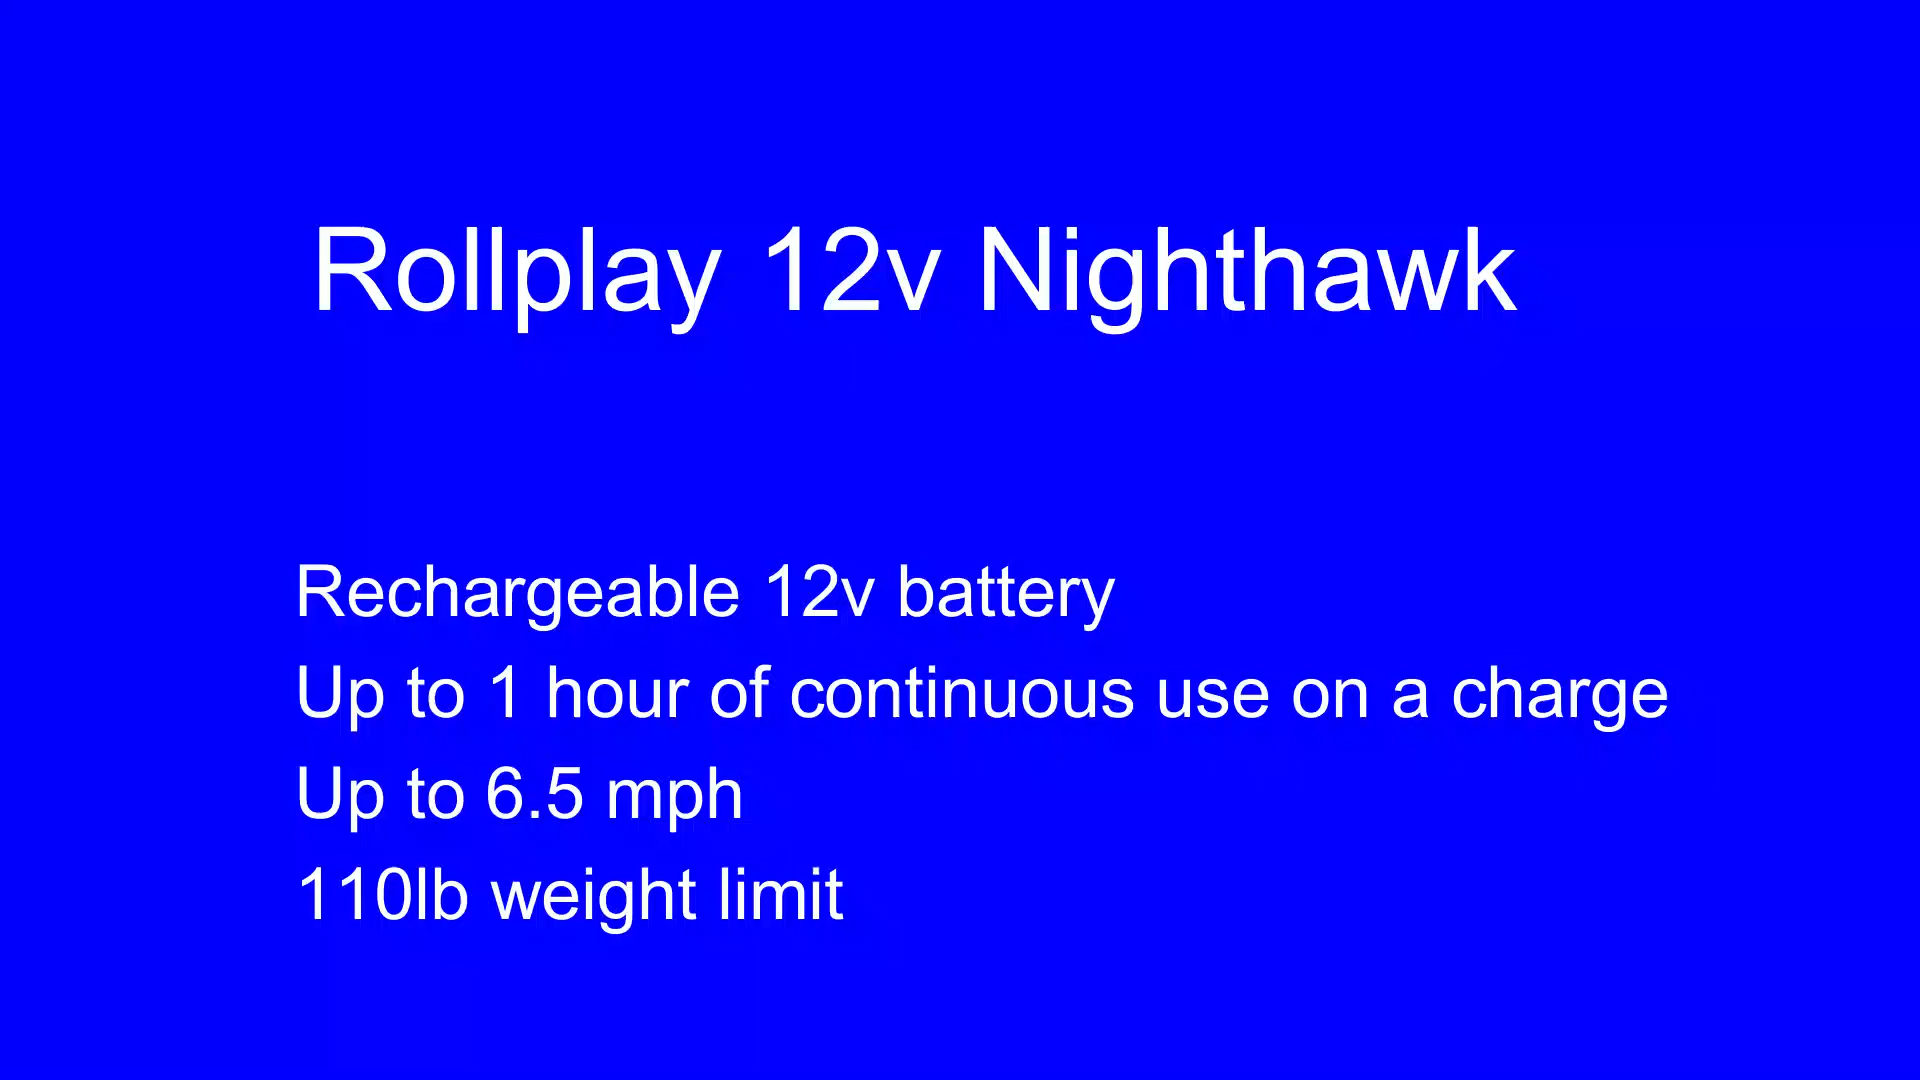 Rollplay 12v Nighthawk
Rechargeable 12v battery
Up to 1 hour of continuous use on a charge
Up to 6.5 mph
110lb weight limit